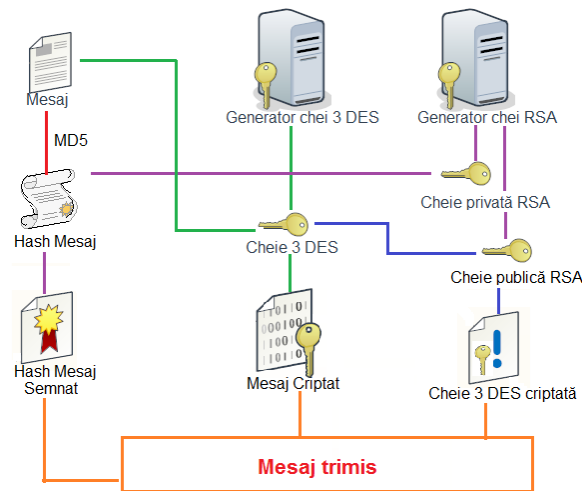 Mesaj
Generator chei 3 DES
Generator chei RSA
MD5
Cheie privată RSA
Hash Mesaj
Cheie 3 DES
Cheie publică RSA
Hash Mesaj
Semnat
Mesaj Criptat
Cheie 3 DES criptată
Mesaj trimis